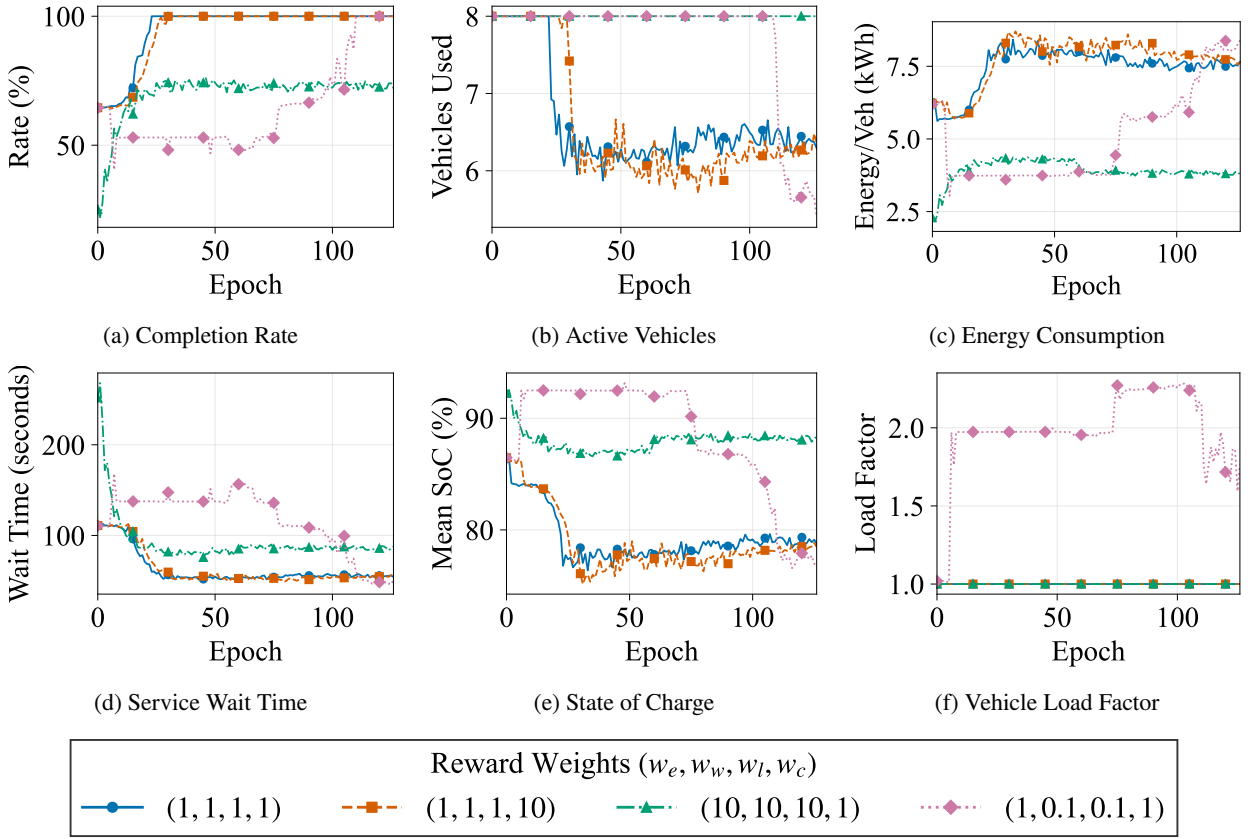 Rate (%)
100
50
0
50
100
Epoch
(a) Completion Rate
Vehicles Used
8
7
6
0
50
100
Epoch
(b) Active Vehicles
Energy/Veh (kWh)
7.5
5.0
2.5
0
50
100
Epoch
(c) Energy Consumption
Wait Time (seconds)
200
100
0
50
100
Epoch
(d) Service Wait Time
Mean SoC (%)
90
80
0
50
100
Epoch
(e) State of Charge
Load Factor
2.0
1.5
1.0
0
50
100
Epoch
(f) Vehicle Load Factor
Reward Weights (w_e, w_w, w_l, w_c)
(1, 1, 1, 1)
(1, 1, 1, 10)
(10, 10, 10, 1)
(1, 0.1, 0.1, 1)